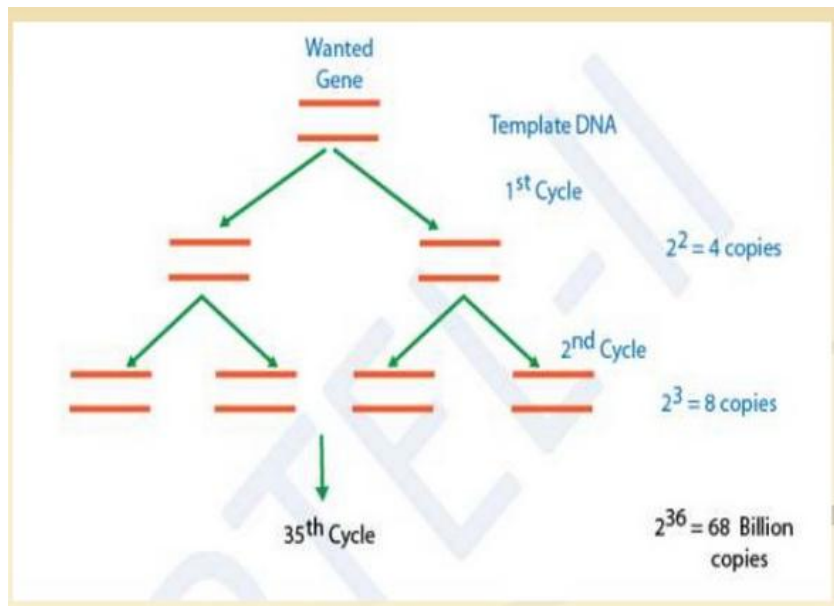 Wanted
Gene
Template DNA
1st Cycle
2² = 4 copies
2nd Cycle
2³ = 8 copies
35th Cycle
2³⁶ = 68 Billion
copies